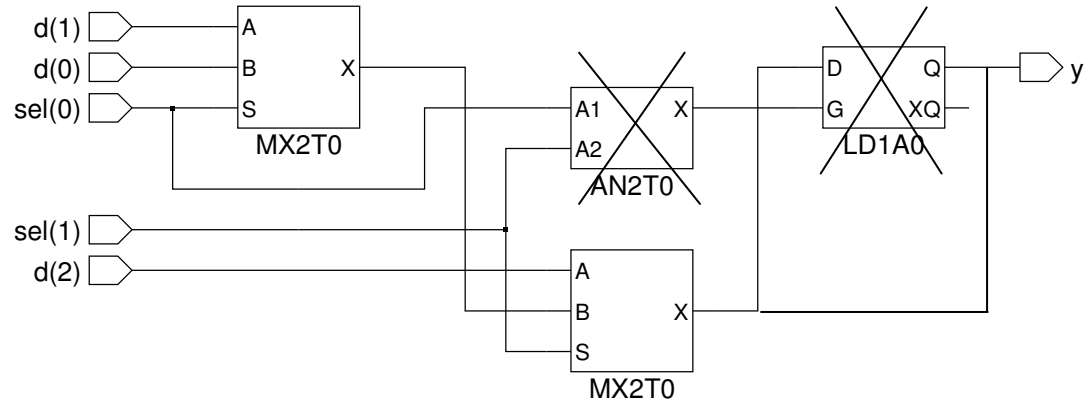 d(1)
d(0)
sel(0)
A
B
S
X
MX2T0
A1
A2
X
AN2T0
D
G
Q
XQ
LD1A0
y
sel(1)
d(2)
A
B
S
X
MX2T0